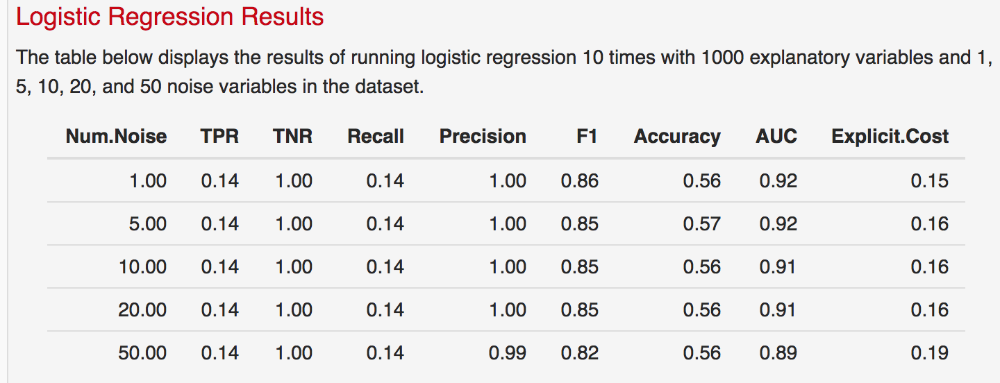 Logistic Regression Results
The table below displays the results of running logistic regression 10 times with 1000 explanatory variables and 1,
5, 10, 20, and 50 noise variables in the dataset.
Num.Noise TPR TNR Recall Precision F1 Accuracy AUC Explicit.Cost
1.00 0.14 1.00 0.14 1.00 0.86 0.56 0.92 0.15
5.00 0.14 1.00 0.14 1.00 0.85 0.57 0.92 0.16
10.00 0.14 1.00 0.14 1.00 0.85 0.56 0.91 0.16
20.00 0.14 1.00 0.14 1.00 0.85 0.56 0.91 0.16
50.00 0.14 1.00 0.14 0.99 0.82 0.56 0.89 0.19